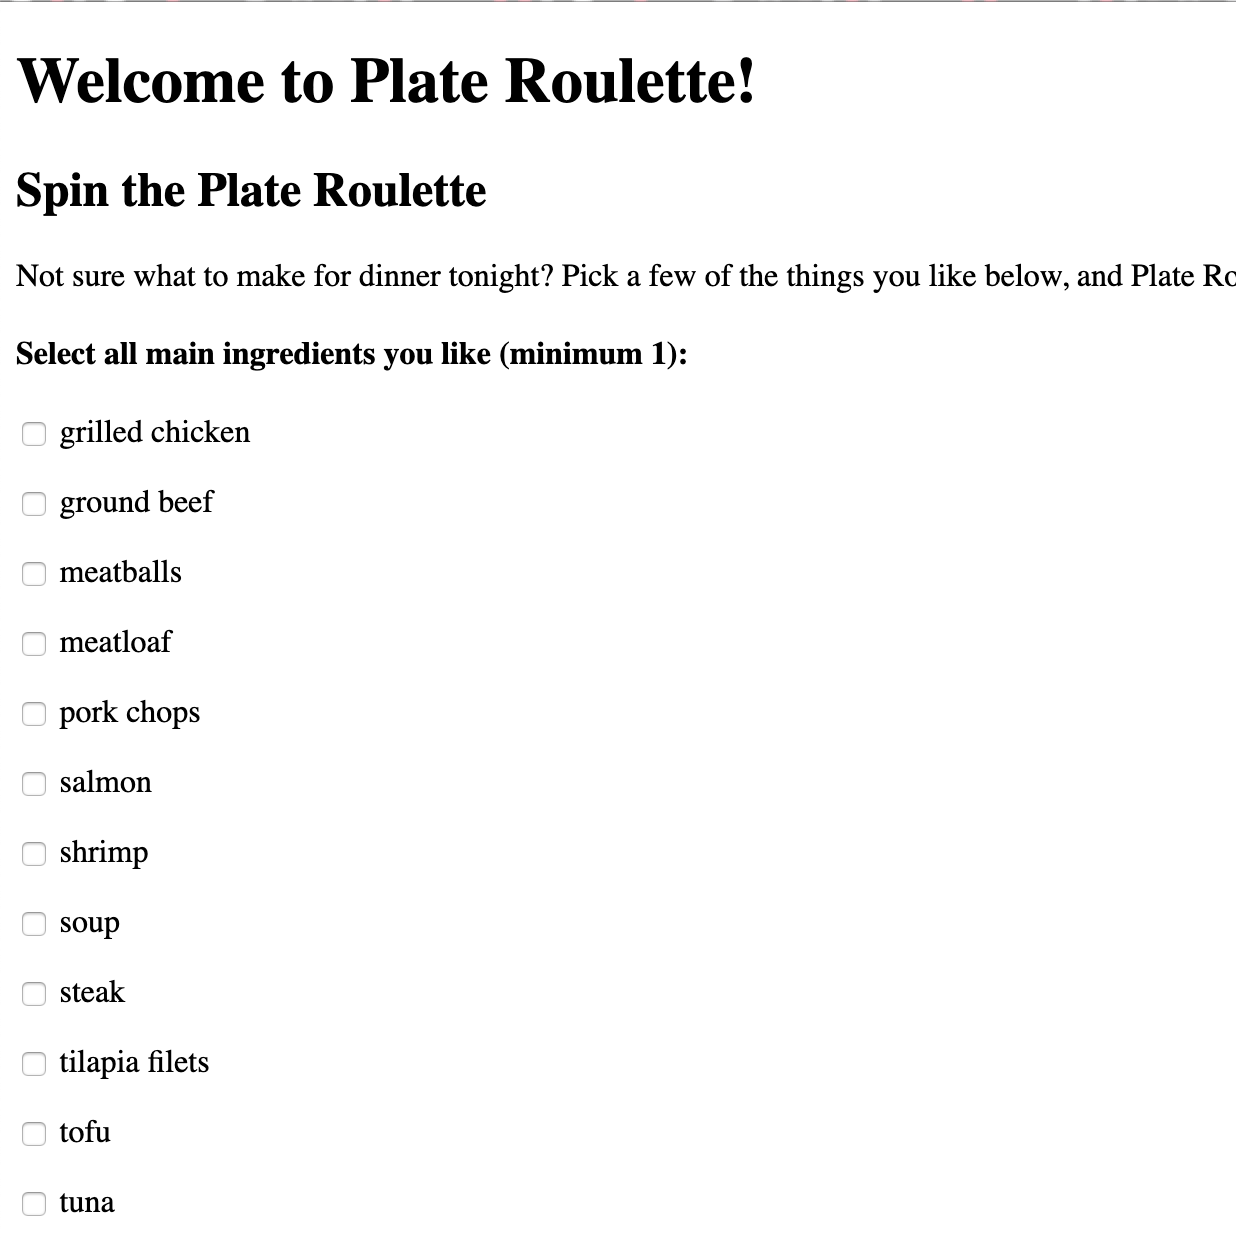 Welcome to Plate Roulette!
Spin the Plate Roulette
Not sure what to make for dinner tonight? Pick a few of the things you like below, and Plate
Select all main ingredients you like (minimum 1):
grilled chicken
ground beef
meatballs
meatloaf
pork chops
salmon
shrimp
soup
steak
tilapia filets
tofu
tuna